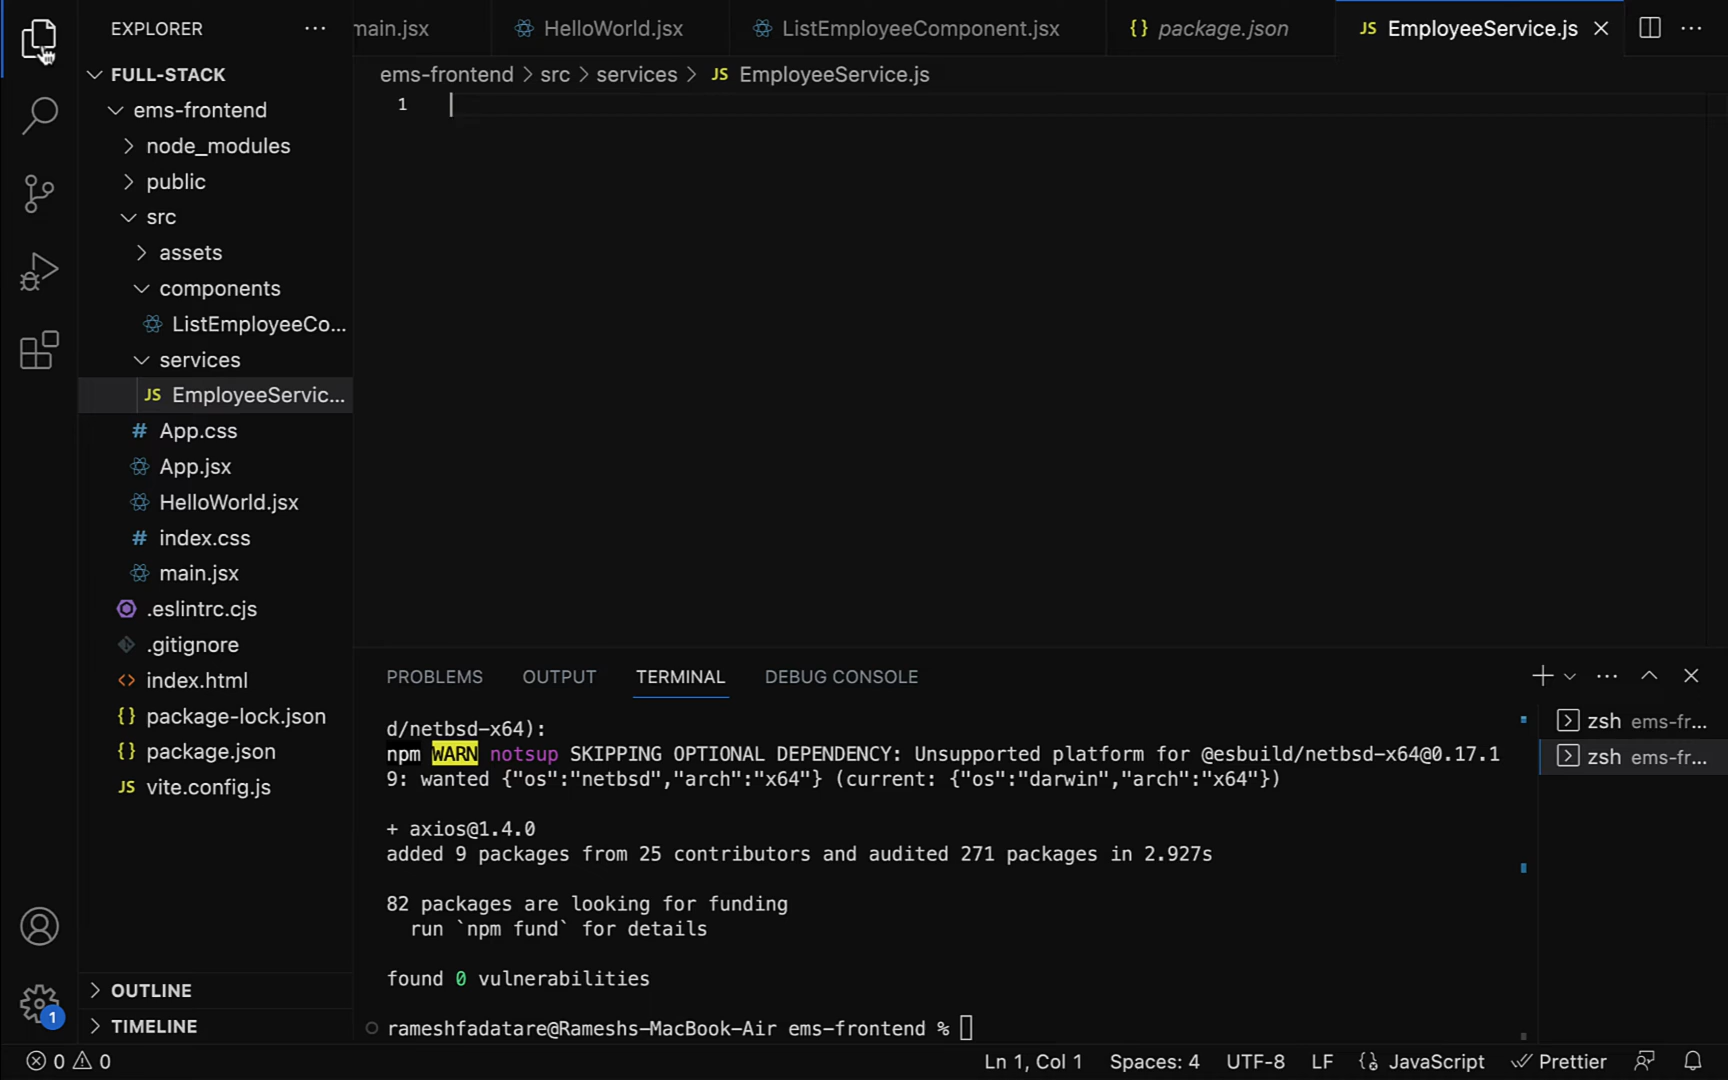 EXPLORER
FULL-STACK
ems-frontend
node_modules
public
src
assets
components
ListEmployeeCo...
services
JS EmployeeServic...
# App.css
App.jsx
HelloWorld.jsx
# index.css
main.jsx
.eslintrc.cjs
.gitignore
<> index.html
{} package-lock.json
{} package.json
JS vite.config.js
OUTLINE
TIMELINE
main.jsx
HelloWorld.jsx
ListEmployeeComponent.jsx
{} package.json
JS EmployeeService.js
ems-frontend > src > services > JS EmployeeService.js
1
PROBLEMS OUTPUT TERMINAL DEBUG CONSOLE
d/netbsd-x64):
npm WARN notsup SKIPPING OPTIONAL DEPENDENCY: Unsupported platform for @esbuild/netbsd-x64@0.17.1
9: wanted {"os":"netbsd","arch":"x64"} (current: {"os":"darwin","arch":"x64"})
+ axios@1.4.0
added 9 packages from 25 contributors and audited 271 packages in 2.927s
82 packages are looking for funding
run `npm fund` for details
found 0 vulnerabilities
rameshfadatare@Rameshs-MacBook-Air ems-frontend %
zsh ems-fr...
zsh ems-fr...
1
0 0
Ln 1, Col 1 Spaces: 4 UTF-8 LF {} JavaScript Prettier